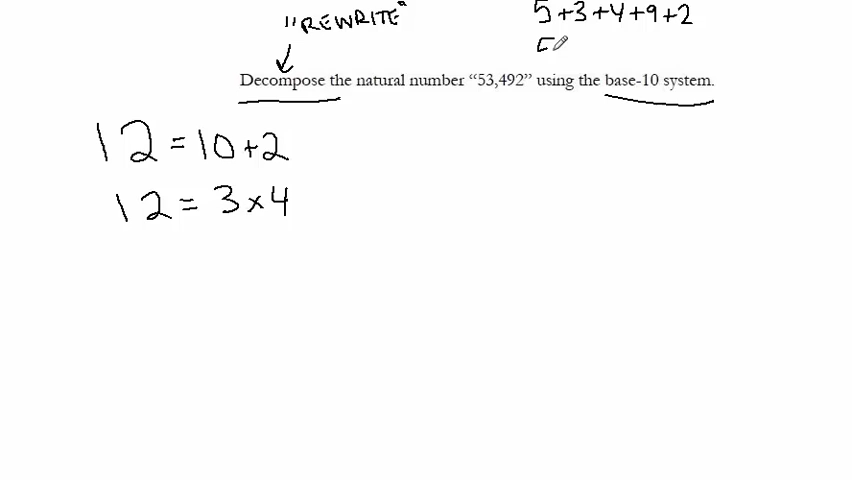 "REWRITE"
5+3+4+9+2
5
Decompose the natural number “53,492” using the base-10 system.
12=10+2
12=3×4